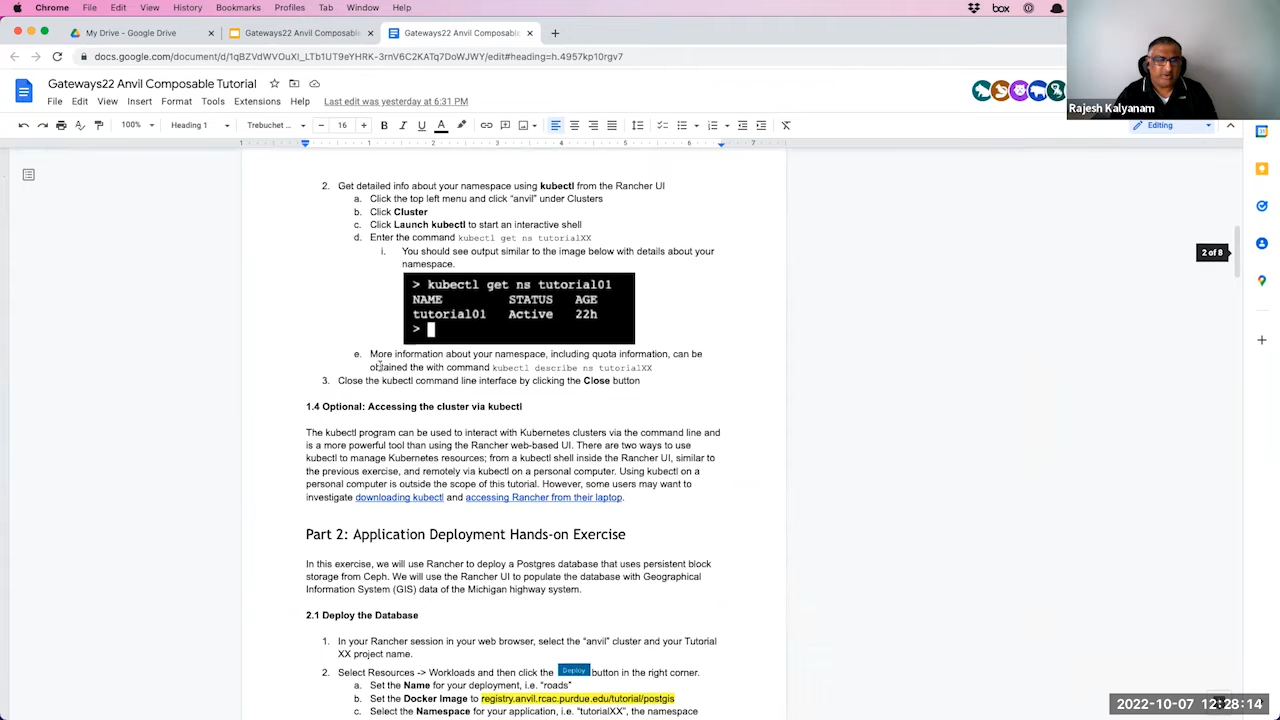 Chrome File Edit View History Bookmarks Profiles Tab Window Help box
My Drive - Google Drive × Gateways22 Anvil Composable × Gateways22 Anvil Composable × +
docs.google.com/document/d/1qBZVdWVOuXI_LTb1UT9eYHRK-3rnV6C2KATq7DoWJWY/edit#heading=h.4957kp10rgv7
Gateways22 Anvil Composable Tutorial
File Edit View Insert Format Tools Extensions Help Last edit was yesterday at 6:31 PM
Rajesh Kalyanam
100% Heading 1 Trebuchet ... − 16 + B I U A Editing
1 1 2 3 4 5 6 7
2. Get detailed info about your namespace using kubectl from the Rancher UI
a. Click the top left menu and click “anvil” under Clusters
b. Click Cluster
c. Click Launch kubectl to start an interactive shell
d. Enter the command kubectl get ns tutorialXX
i. You should see output similar to the image below with details about your
namespace.
2 of 8
> kubectl get ns tutorial01
NAME STATUS AGE
tutorial01 Active 22h
>
e. More information about your namespace, including quota information, can be
obtained the with command kubectl describe ns tutorialXX
3. Close the kubectl command line interface by clicking the Close button
1.4 Optional: Accessing the cluster via kubectl
The kubectl program can be used to interact with Kubernetes clusters via the command line and
is a more powerful tool than using the Rancher web-based UI. There are two ways to use
kubectl to manage Kubernetes resources; from a kubectl shell inside the Rancher UI, similar to
the previous exercise, and remotely via kubectl on a personal computer. Using kubectl on a
personal computer is outside the scope of this tutorial. However, some users may want to
investigate downloading kubectl and accessing Rancher from their laptop.
Part 2: Application Deployment Hands-on Exercise
In this exercise, we will use Rancher to deploy a Postgres database that uses persistent block
storage from Ceph. We will use the Rancher UI to populate the database with Geographical
Information System (GIS) data of the Michigan highway system.
2.1 Deploy the Database
1. In your Rancher session in your web browser, select the “anvil” cluster and your Tutorial
XX project name.
2. Select Resources -> Workloads and then click the Deploy button in the right corner.
a. Set the Name for your deployment, i.e. “roads”
b. Set the Docker Image to registry.anvil.rcac.purdue.edu/tutorial/postgis
c. Select the Namespace for your application, i.e. “tutorialXX”, the namespace
2022-10-07 12:28:14